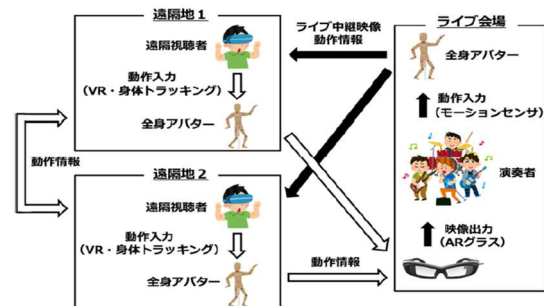 遠隔地1
遠隔視聴者
動作入力
(VR・身体トラッキング)
全身アバター
動作情報
遠隔地2
遠隔視聴者
動作入力
(VR・身体トラッキング)
全身アバター
ライブ中継映像
動作情報
動作情報
ライブ会場
全身アバター
動作入力
(モーションセンサ)
演奏者
映像出力
(ARグラス)